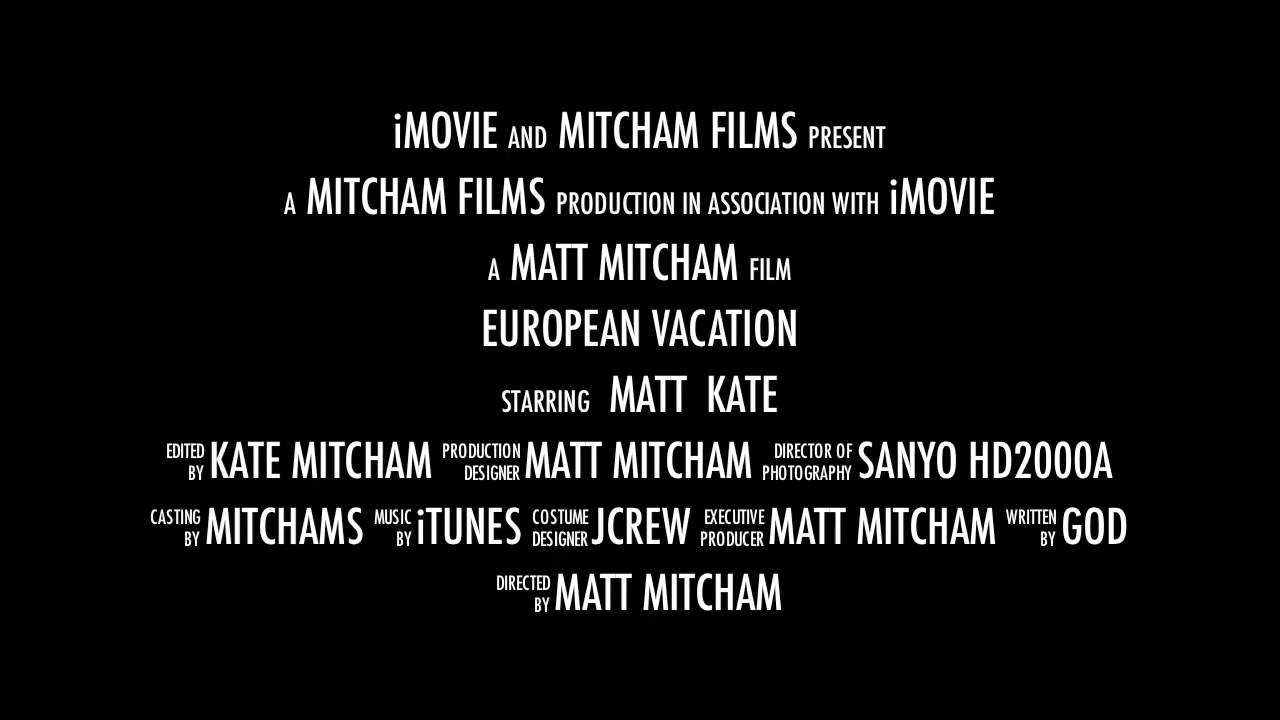 iMOVIE AND MITCHAM FILMS PRESENT
A MITCHAM FILMS PRODUCTION IN ASSOCIATION WITH iMOVIE
A MATT MITCHAM FILM
EUROPEAN VACATION
STARRING MATT KATE
EDITED BY KATE MITCHAM PRODUCTION DESIGNER MATT MITCHAM DIRECTOR OF PHOTOGRAPHY SANYO HD2000A
CASTING BY MITCHAMS MUSIC BY iTUNES COSTUME DESIGNER JCREW EXECUTIVE PRODUCER MATT MITCHAM WRITTEN BY GOD
DIRECTED BY MATT MITCHAM